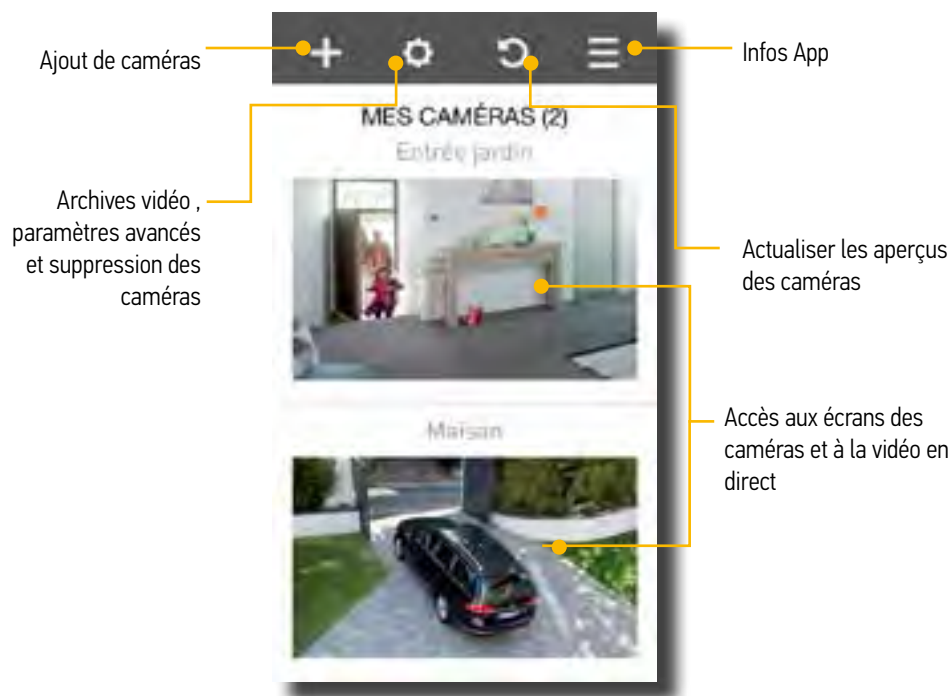 Ajout de caméras
Infos App
MES CAMÉRAS (2)
Entrée jardin
Archives vidéo ,
paramètres avancés
et suppression des
caméras
Actualiser les aperçus
des caméras
Accès aux écrans des
caméras et à la vidéo en
direct
Maison